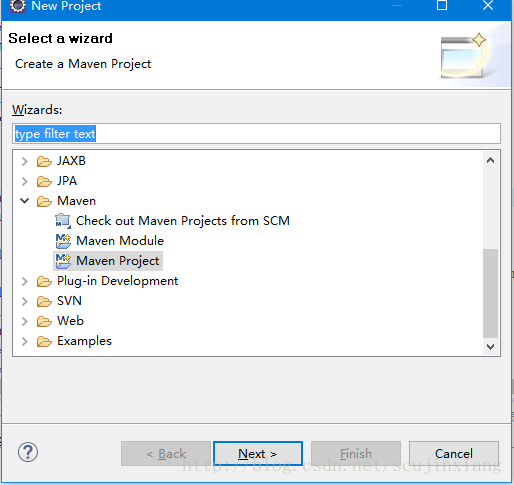 New Project
Select a wizard
Create a Maven Project
Wizards:
type filter text
JAXB
JPA
Maven
Check out Maven Projects from SCM
Maven Module
Maven Project
Plug-in Development
SVN
Web
Examples
< Back
Next >
Finish
Cancel
http://blog.csdn.net/scujinxiang